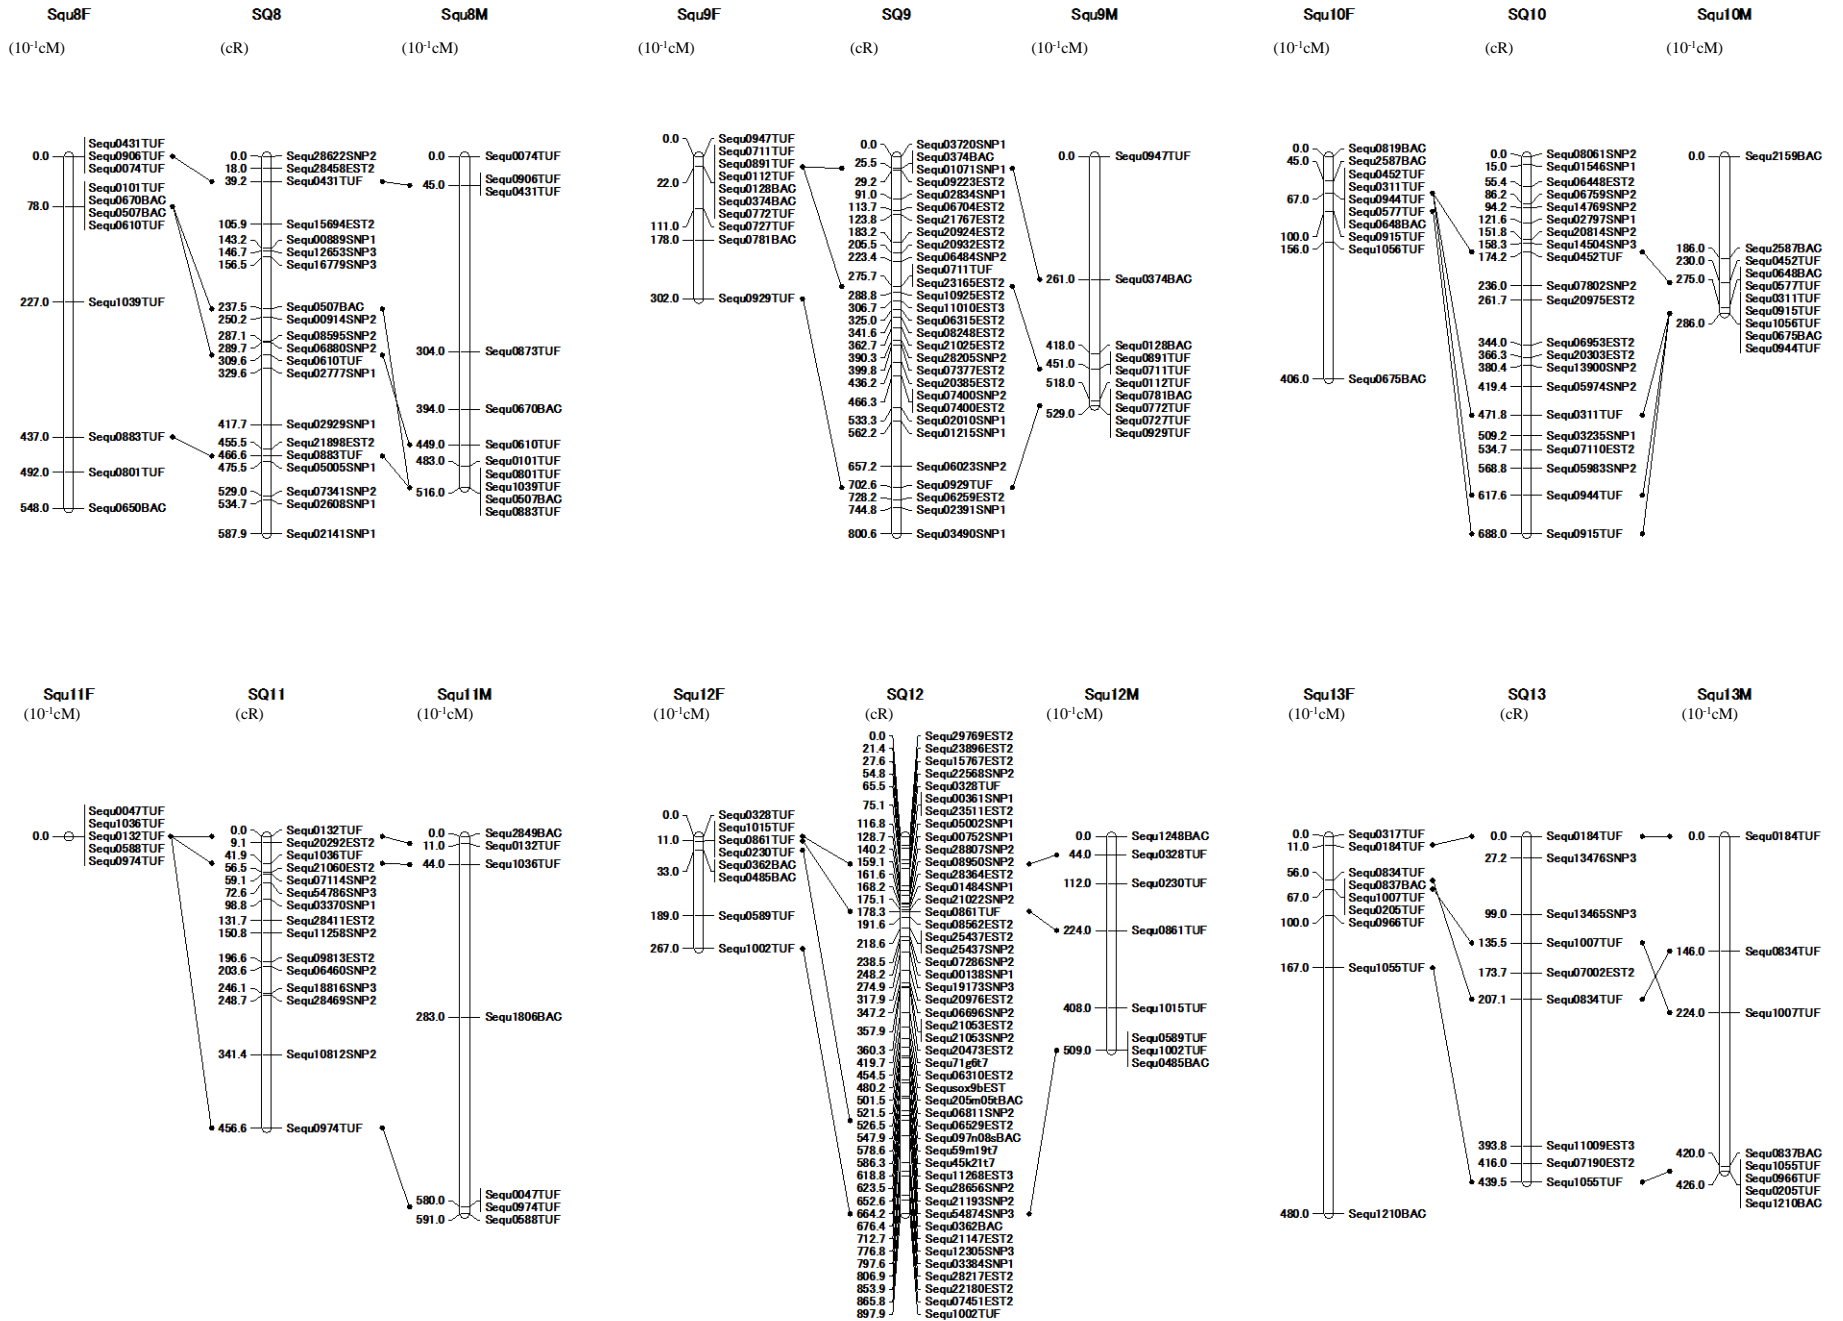 Squ8F SQ8 Squ8M
(10-1cM) (cR) (10-1cM)
0.0 Sequ0431TUF
Sequ0906TUF
Sequ0074TUF
78.0 Sequ0101TUF
Sequ0670BAC
Sequ0507BAC
Sequ0610TUF
227.0 Sequ1039TUF
437.0 Sequ0883TUF
492.0 Sequ0801TUF
548.0 Sequ0650BAC
0.0 Sequ28622SNP2
18.0 Sequ28458EST2
39.2 Sequ0431TUF
105.9 Sequ15694EST2
143.2 Sequ00889SNP1
146.7 Sequ12653SNP3
156.5 Sequ16779SNP3
237.5 Sequ0507BAC
250.2 Sequ00914SNP2
287.1 Sequ08595SNP2
289.7 Sequ06880SNP2
309.6 Sequ0610TUF
329.6 Sequ02777SNP1
417.7 Sequ02929SNP1
455.5 Sequ21898EST2
466.6 Sequ0883TUF
475.5 Sequ05005SNP1
529.0 Sequ07341SNP2
534.7 Sequ02608SNP1
587.9 Sequ02141SNP1
0.0 Sequ0074TUF
45.0 Sequ0906TUF
Sequ0431TUF
304.0 Sequ0873TUF
394.0 Sequ0670BAC
449.0 Sequ0610TUF
483.0 Sequ0101TUF
516.0 Sequ0801TUF
Sequ1039TUF
Sequ0507BAC
Sequ0883TUF
Squ9F SQ9 Squ9M
(10-1cM) (cR) (10-1cM)
0.0 Sequ0947TUF
22.0 Sequ0711TUF
Sequ0891TUF
Sequ0112TUF
Sequ0128BAC
Sequ0374BAC
Sequ0772TUF
111.0 Sequ0727TUF
178.0 Sequ0781BAC
302.0 Sequ0929TUF
0.0 Sequ03720SNP1
25.5 Sequ0374BAC
Sequ01071SNP1
29.2 Sequ09223EST2
91.0 Sequ02834SNP1
113.7 Sequ06704EST2
123.8 Sequ21767EST2
183.2 Sequ20924EST2
205.5 Sequ20932EST2
223.4 Sequ06484SNP2
275.7 Sequ0711TUF
Sequ23165EST2
288.8 Sequ10925EST2
306.7 Sequ11010EST3
325.0 Sequ06315EST2
341.6 Sequ08248EST2
362.7 Sequ21025EST2
390.3 Sequ28205SNP2
399.8 Sequ07377EST2
436.2 Sequ20385EST2
466.3 Sequ07400SNP2
Sequ07400EST2
533.3 Sequ02010SNP1
562.2 Sequ01215SNP1
657.2 Sequ06023SNP2
702.6 Sequ0929TUF
728.2 Sequ06259EST2
744.8 Sequ02391SNP1
800.6 Sequ03490SNP1
0.0 Sequ0947TUF
261.0 Sequ0374BAC
418.0 Sequ0128BAC
451.0 Sequ0891TUF
Sequ0711TUF
518.0 Sequ0112TUF
529.0 Sequ0781BAC
Sequ0772TUF
Sequ0727TUF
Sequ0929TUF
Squ10F SQ10 Squ10M
(10-1cM) (cR) (10-1cM)
0.0 Sequ0819BAC
45.0 Sequ2587BAC
67.0 Sequ0452TUF
Sequ0311TUF
Sequ0944TUF
Sequ0577TUF
Sequ0648BAC
100.0 Sequ0915TUF
156.0 Sequ1056TUF
406.0 Sequ0675BAC
0.0 Sequ08061SNP2
15.0 Sequ01546SNP1
55.4 Sequ06448EST2
86.2 Sequ06759SNP2
94.2 Sequ14769SNP2
121.6 Sequ02797SNP1
151.8 Sequ20814SNP2
158.3 Sequ14504SNP3
174.2 Sequ0452TUF
236.0 Sequ07802SNP2
261.7 Sequ20975EST2
344.0 Sequ06953EST2
366.3 Sequ20303EST2
380.4 Sequ13900SNP2
419.4 Sequ05974SNP2
471.8 Sequ0311TUF
509.2 Sequ03235SNP1
534.7 Sequ07110EST2
568.8 Sequ05983SNP2
617.6 Sequ0944TUF
688.0 Sequ0915TUF
0.0 Sequ2159BAC
186.0 Sequ2587BAC
230.0 Sequ0452TUF
275.0 Sequ0648BAC
Sequ0577TUF
286.0 Sequ0311TUF
Sequ0915TUF
Sequ1056TUF
Sequ0675BAC
Sequ0944TUF
Squ11F SQ11 Squ11M
(10-1cM) (cR) (10-1cM)
0.0 Sequ0047TUF
Sequ1036TUF
Sequ0132TUF
Sequ0588TUF
Sequ0974TUF
0.0 Sequ0132TUF
9.1 Sequ20292EST2
41.9 Sequ1036TUF
56.5 Sequ21060EST2
59.1 Sequ07114SNP2
72.6 Sequ54786SNP3
98.8 Sequ03370SNP1
131.7 Sequ28411EST2
150.8 Sequ11258SNP2
196.6 Sequ09813EST2
203.6 Sequ06460SNP2
246.1 Sequ18816SNP3
248.7 Sequ28469SNP2
341.4 Sequ10812SNP2
456.6 Sequ0974TUF
0.0 Sequ2849BAC
11.0 Sequ0132TUF
44.0 Sequ1036TUF
283.0 Sequ1806BAC
580.0 Sequ0047TUF
Sequ0974TUF
591.0 Sequ0588TUF
Squ12F SQ12 Squ12M
(10-1cM) (cR) (10-1cM)
0.0 Sequ0328TUF
11.0 Sequ1015TUF
Sequ0861TUF
Sequ0230TUF
33.0 Sequ0362BAC
Sequ0485BAC
189.0 Sequ0589TUF
267.0 Sequ1002TUF
0.0 Sequ29769EST2
21.4 Sequ23896EST2
27.6 Sequ15767EST2
54.8 Sequ22568SNP2
65.5 Sequ0328TUF
75.1 Sequ00361SNP1
Sequ23511EST2
116.8 Sequ05002SNP1
128.7 Sequ00752SNP1
140.2 Sequ28807SNP2
159.1 Sequ08950SNP2
161.6 Sequ28364EST2
168.2 Sequ01484SNP1
175.1 Sequ21022SNP2
178.3 Sequ0861TUF
191.6 Sequ08562EST2
218.6 Sequ25437EST2
Sequ25437SNP2
238.5 Sequ07286SNP2
248.2 Sequ00138SNP1
274.9 Sequ19173SNP3
317.9 Sequ20976EST2
347.2 Sequ06696SNP2
357.9 Sequ21053EST2
Sequ21053SNP2
360.3 Sequ20473EST2
419.7 Sequ71g6t7
454.5 Sequ06310EST2
480.2 Sequsox9bEST
501.5 Sequ205m05tBAC
521.5 Sequ06811SNP2
526.5 Sequ06529EST2
547.9 Sequ097n08sBAC
578.6 Sequ59m19t7
586.3 Sequ45k21t7
618.8 Sequ11268EST3
623.5 Sequ28656SNP2
652.6 Sequ21193SNP2
664.2 Sequ54874SNP3
676.4 Sequ0362BAC
712.7 Sequ21147EST2
776.8 Sequ12305SNP3
797.6 Sequ03384SNP1
806.9 Sequ28217EST2
853.9 Sequ22180EST2
865.8 Sequ07451EST2
897.9 Sequ1002TUF
0.0 Sequ1248BAC
44.0 Sequ0328TUF
112.0 Sequ0230TUF
224.0 Sequ0861TUF
408.0 Sequ1015TUF
509.0 Sequ0589TUF
Sequ1002TUF
Sequ0485BAC
Squ13F SQ13 Squ13M
(10-1cM) (cR) (10-1cM)
0.0 Sequ0317TUF
11.0 Sequ0184TUF
56.0 Sequ0834TUF
67.0 Sequ0837BAC
Sequ1007TUF
Sequ0205TUF
100.0 Sequ0966TUF
167.0 Sequ1055TUF
480.0 Sequ1210BAC
0.0 Sequ0184TUF
27.2 Sequ13476SNP3
99.0 Sequ13465SNP3
135.5 Sequ1007TUF
173.7 Sequ07002EST2
207.1 Sequ0834TUF
393.8 Sequ11009EST3
416.0 Sequ07190EST2
439.5 Sequ1055TUF
0.0 Sequ0184TUF
146.0 Sequ0834TUF
224.0 Sequ1007TUF
420.0 Sequ0837BAC
426.0 Sequ1055TUF
Sequ0966TUF
Sequ0205TUF
Sequ1210BAC